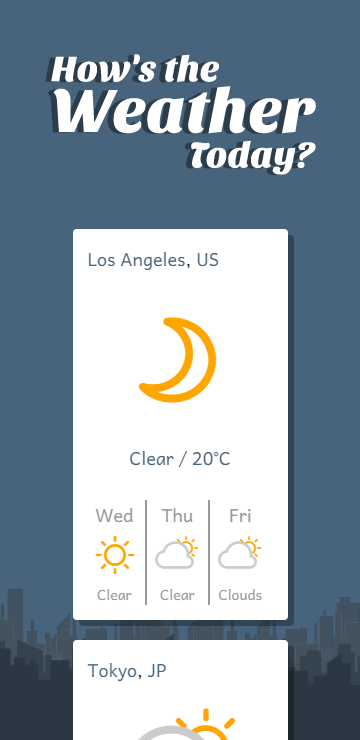 How's the
Weather
Today?
Los Angeles, US
Clear / 20°C
Wed Thu Fri
Clear Clear Clouds
Tokyo, JP